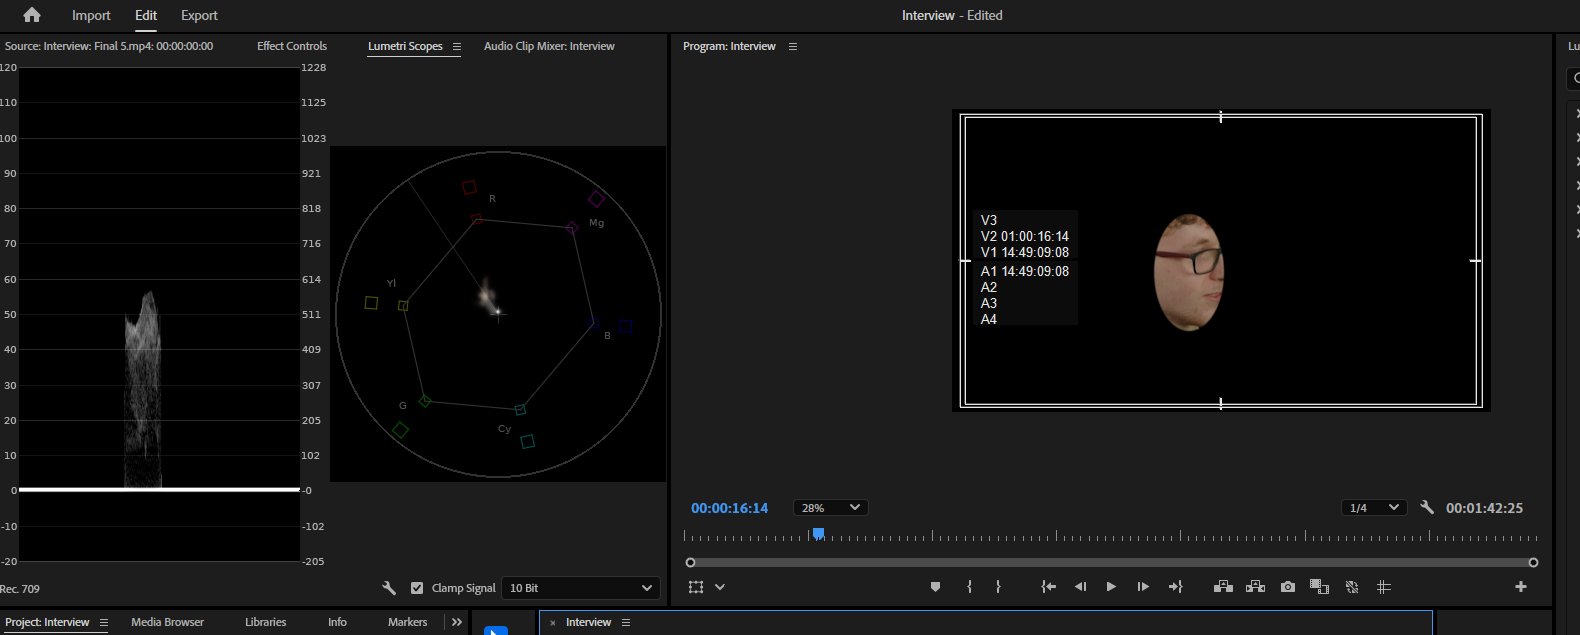 Import Edit Export Interview - Edited
Source: Interview: Final 5.mp4: 00:00:00:00 Effect Controls Lumetri Scopes Audio Clip Mixer: Interview Program: Interview Lu
120 1228
110 1125
100 1023
90 921
80 818
70 716
60 614
50 511
40 409
30 307
20 205
10 102
0 -0
-10 -102
-20 -205
R
Mg
Yl
B
G
Cy
V3
V2 01:00:16:14
V1 14:49:09:08
A1 14:49:09:08
A2
A3
A4
00:00:16:14 28% 1/4 00:01:42:25
Rec. 709 Clamp Signal 10 Bit
Project: Interview Media Browser Libraries Info Markers × Interview